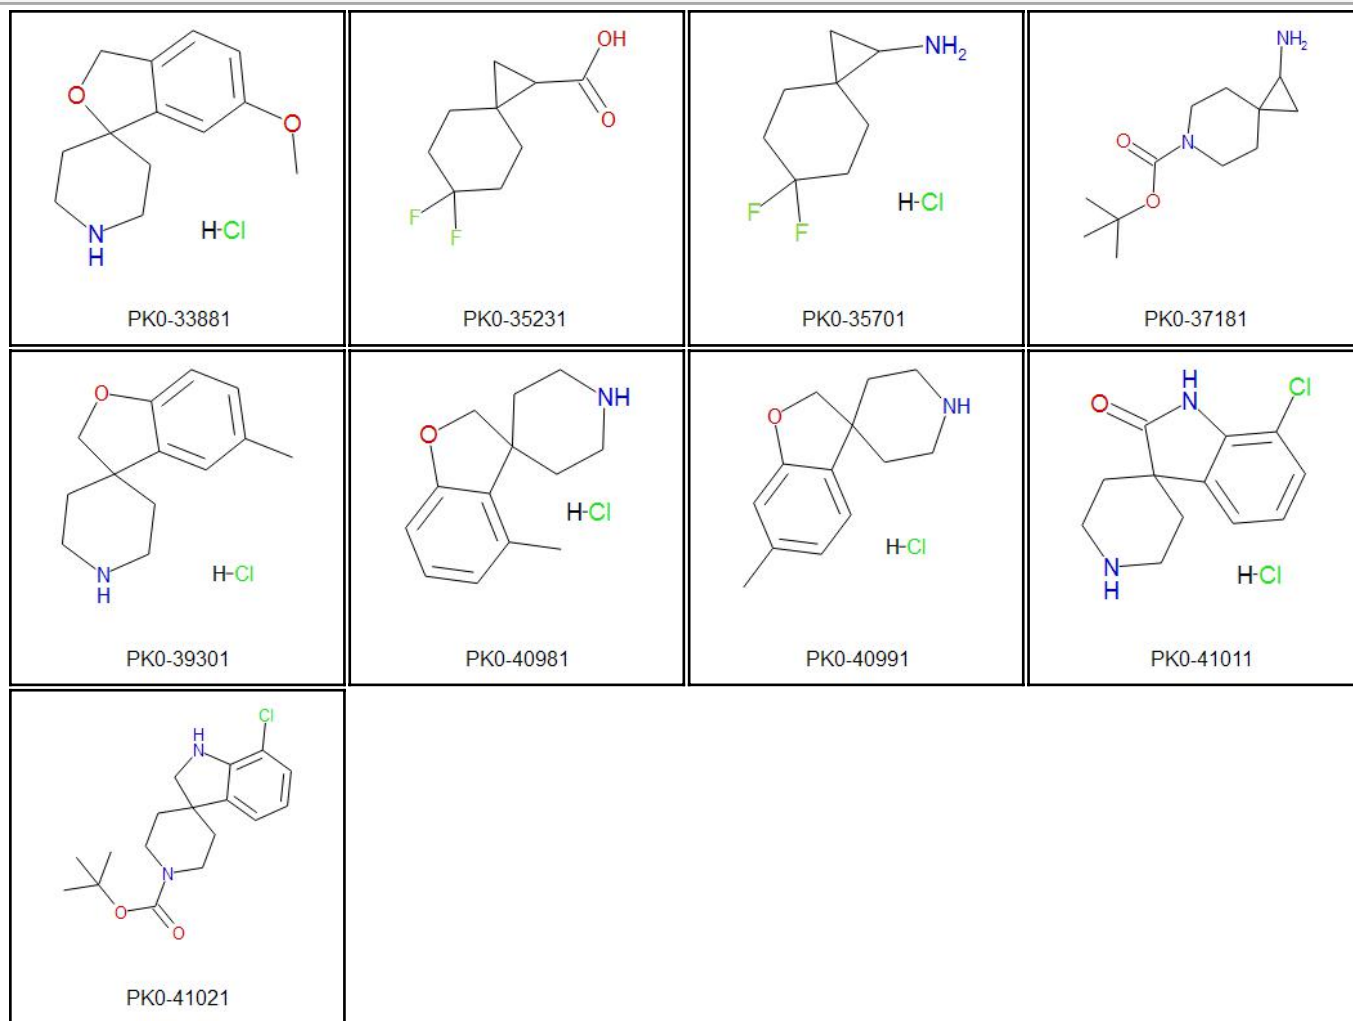 O
O
N
H
H-Cl
PK0-33881
OH
O
F
F
PK0-35231
NH2
F
F
H-Cl
PK0-35701
NH2
O
N
O
PK0-37181
O
N
H
H-Cl
PK0-39301
O
NH
H-Cl
PK0-40981
O
NH
H-Cl
PK0-40991
O
H
N
Cl
N
H
H-Cl
PK0-41011
Cl
H
N
N
O
O
PK0-41021